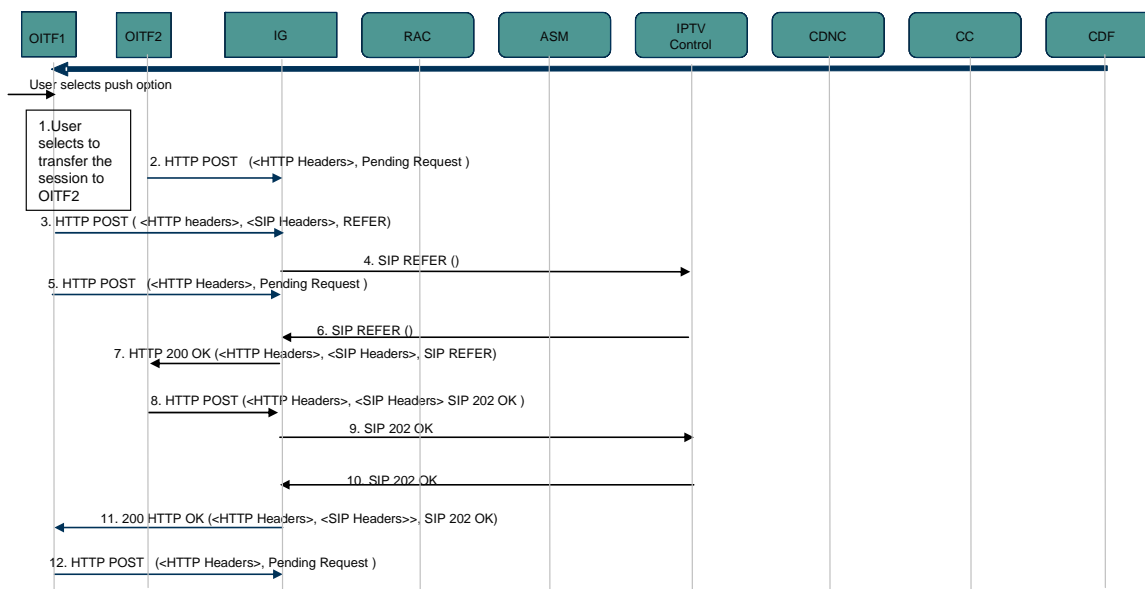 OITF1
OITF2
IG
RAC
ASM
IPTV
Control
CDNC
CC
CDF
User selects push option
1.User
selects to
transfer the
session to
OITF2
2. HTTP POST (<HTTP Headers>, Pending Request )
3. HTTP POST ( <HTTP headers>, <SIP Headers>, REFER)
4. SIP REFER ()
5. HTTP POST (<HTTP Headers>, Pending Request )
6. SIP REFER ()
7. HTTP 200 OK (<HTTP Headers>, <SIP Headers>, SIP REFER)
8. HTTP POST (<HTTP Headers>, <SIP Headers> SIP 202 OK )
9. SIP 202 OK
10. SIP 202 OK
11. 200 HTTP OK (<HTTP Headers>, <SIP Headers>>, SIP 202 OK)
12. HTTP POST (<HTTP Headers>, Pending Request )